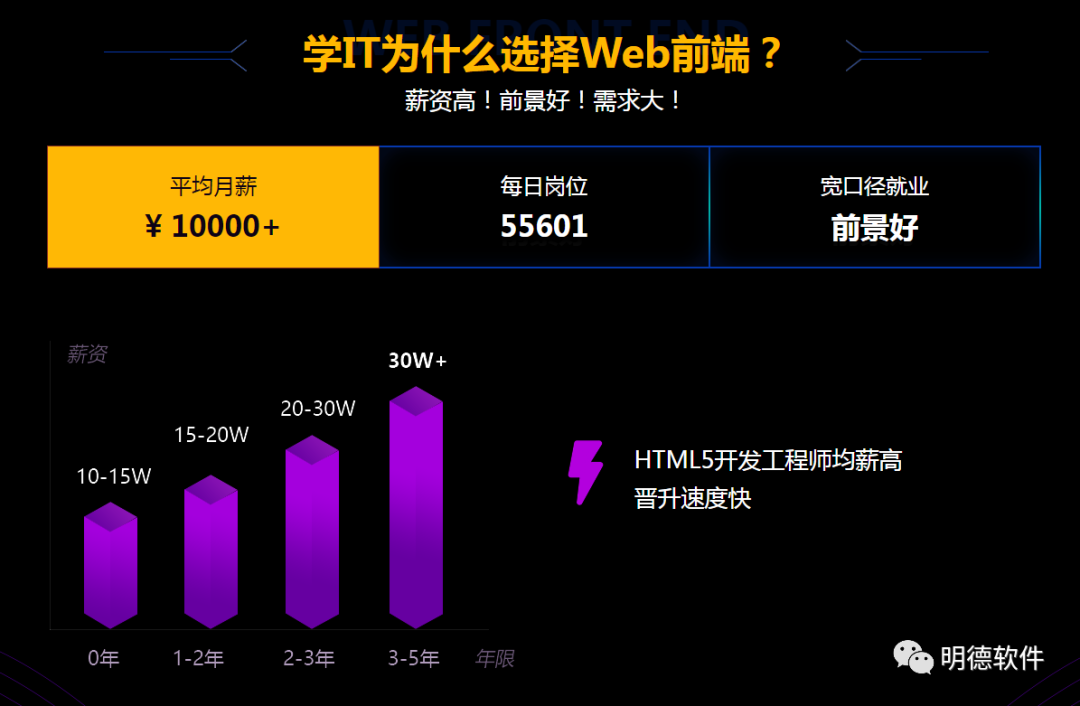 WEB FRONT END
学IT为什么选择Web前端？
薪资高！前景好！需求大！
平均月薪
¥ 10000+
每日岗位
55601
宽口径就业
前景好
薪资
10-15W
15-20W
20-30W
30W+
HTML5开发工程师均薪高
晋升速度快
0年
1-2年
2-3年
3-5年
年限
明德软件